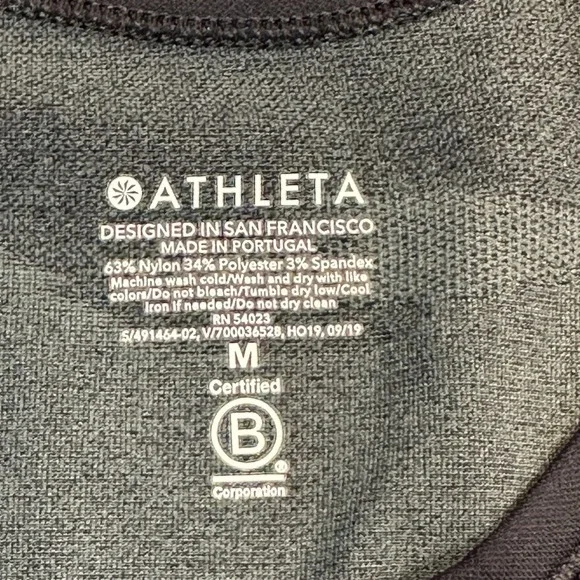 ATHLETA
DESIGNED IN SAN FRANCISCO
MADE IN PORTUGAL
63% Nylon 34% Polyester 3% Spandex
Machine wash cold/Wash and dry with like
colors/Do not bleach/Tumble dry low/Cool
Iron if needed/Do not dry clean
RN 54023
S/491464-02, V/700036528, HO19, 09/19
M
Certified
B
®
Corporation